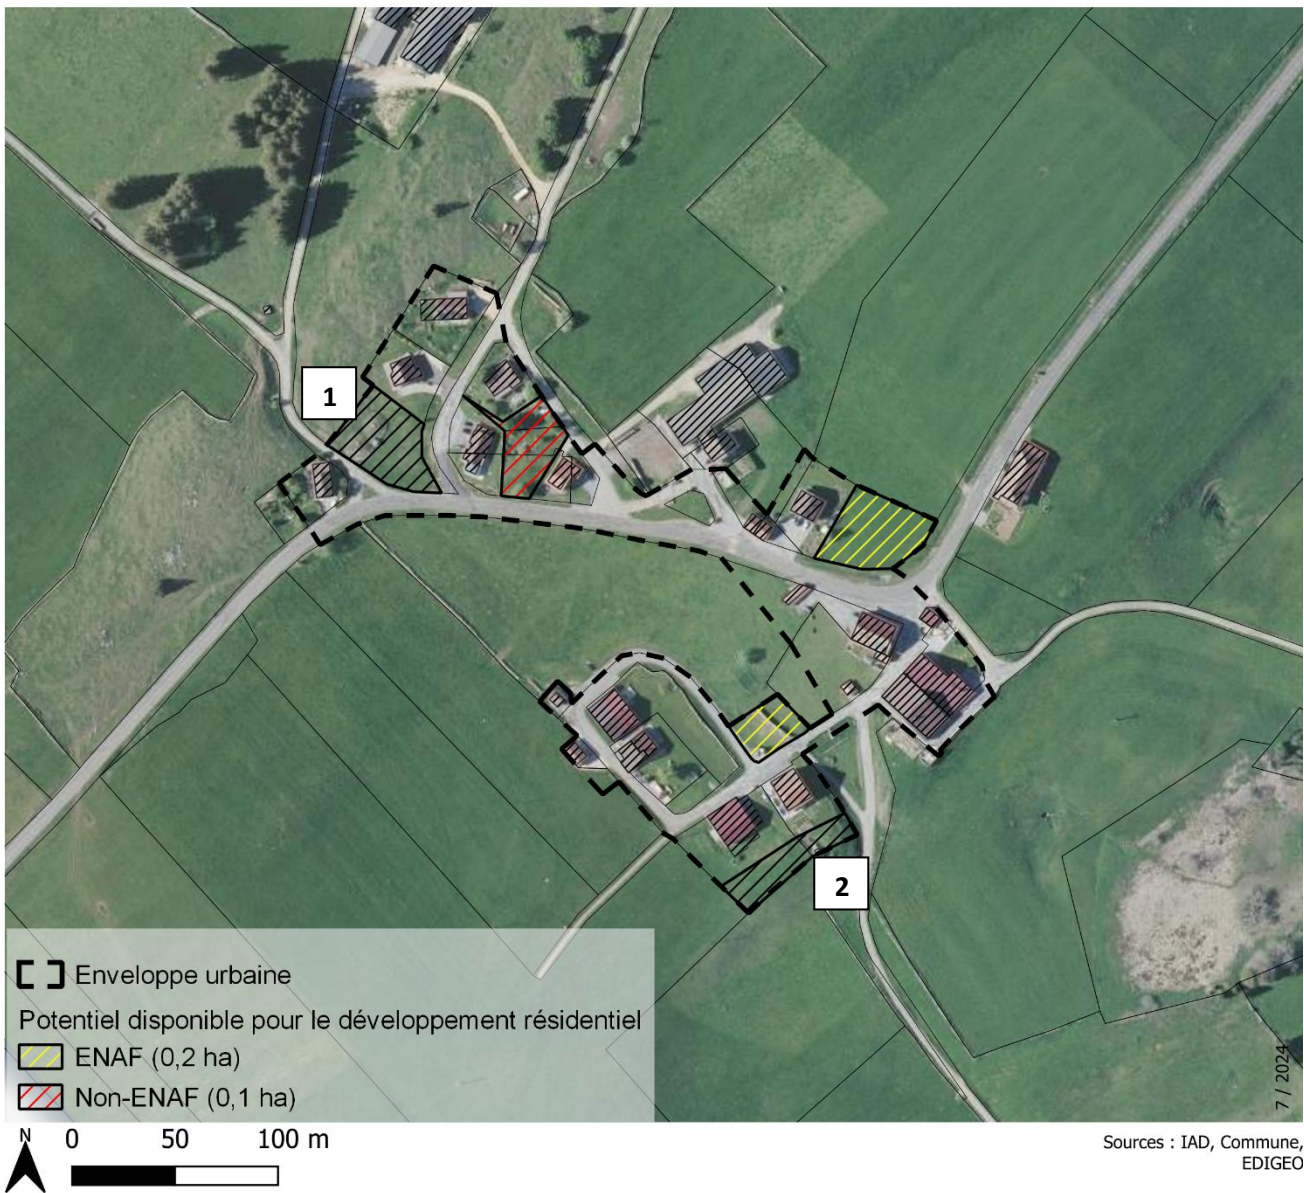 1
2
Enveloppe urbaine
Potentiel disponible pour le développement résidentiel
ENAF (0,2 ha)
Non-ENAF (0,1 ha)
7 / 2024
N
0 50 100 m
Sources : IAD, Commune,
EDIGEO